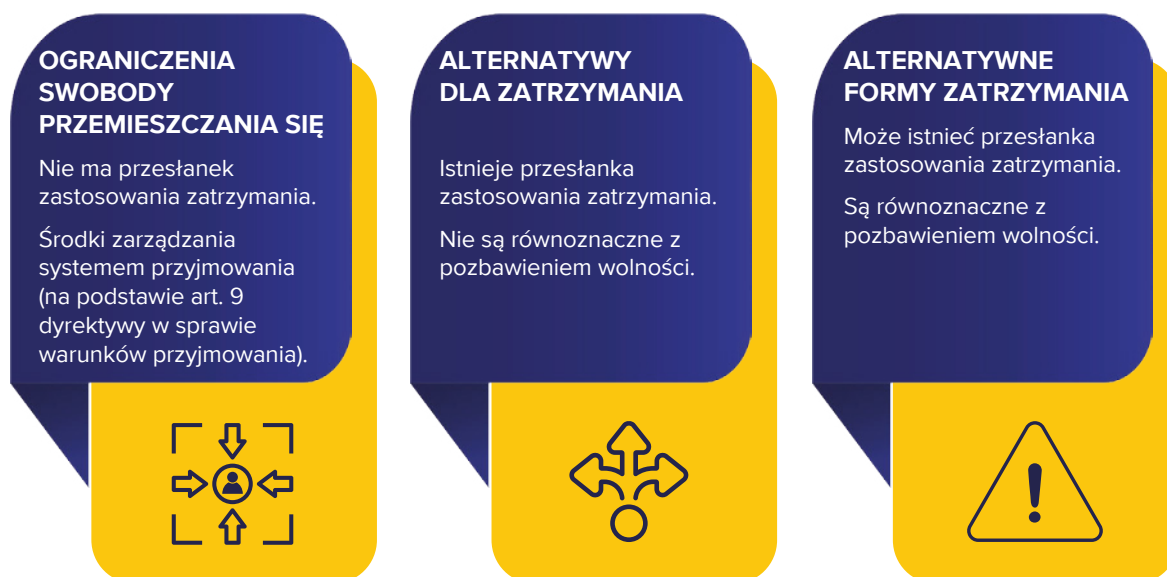 OGRANICZENIA
SWOBODY
PRZEMIESZCZANIA SIĘ
Nie ma przesłanek
zastosowania zatrzymania.
Środki zarządzania
systemem przyjmowania
(na podstawie art. 9
dyrektywy w sprawie
warunków przyjmowania).
ALTERNATYWY
DLA ZATRZYMANIA
Istnieje przesłanka
zastosowania zatrzymania.
Nie są równoznaczne z
pozbawieniem wolności.
ALTERNATYWNE
FORMY ZATRZYMANIA
Może istnieć przesłanka
zastosowania zatrzymania.
Są równoznaczne z
pozbawieniem wolności.